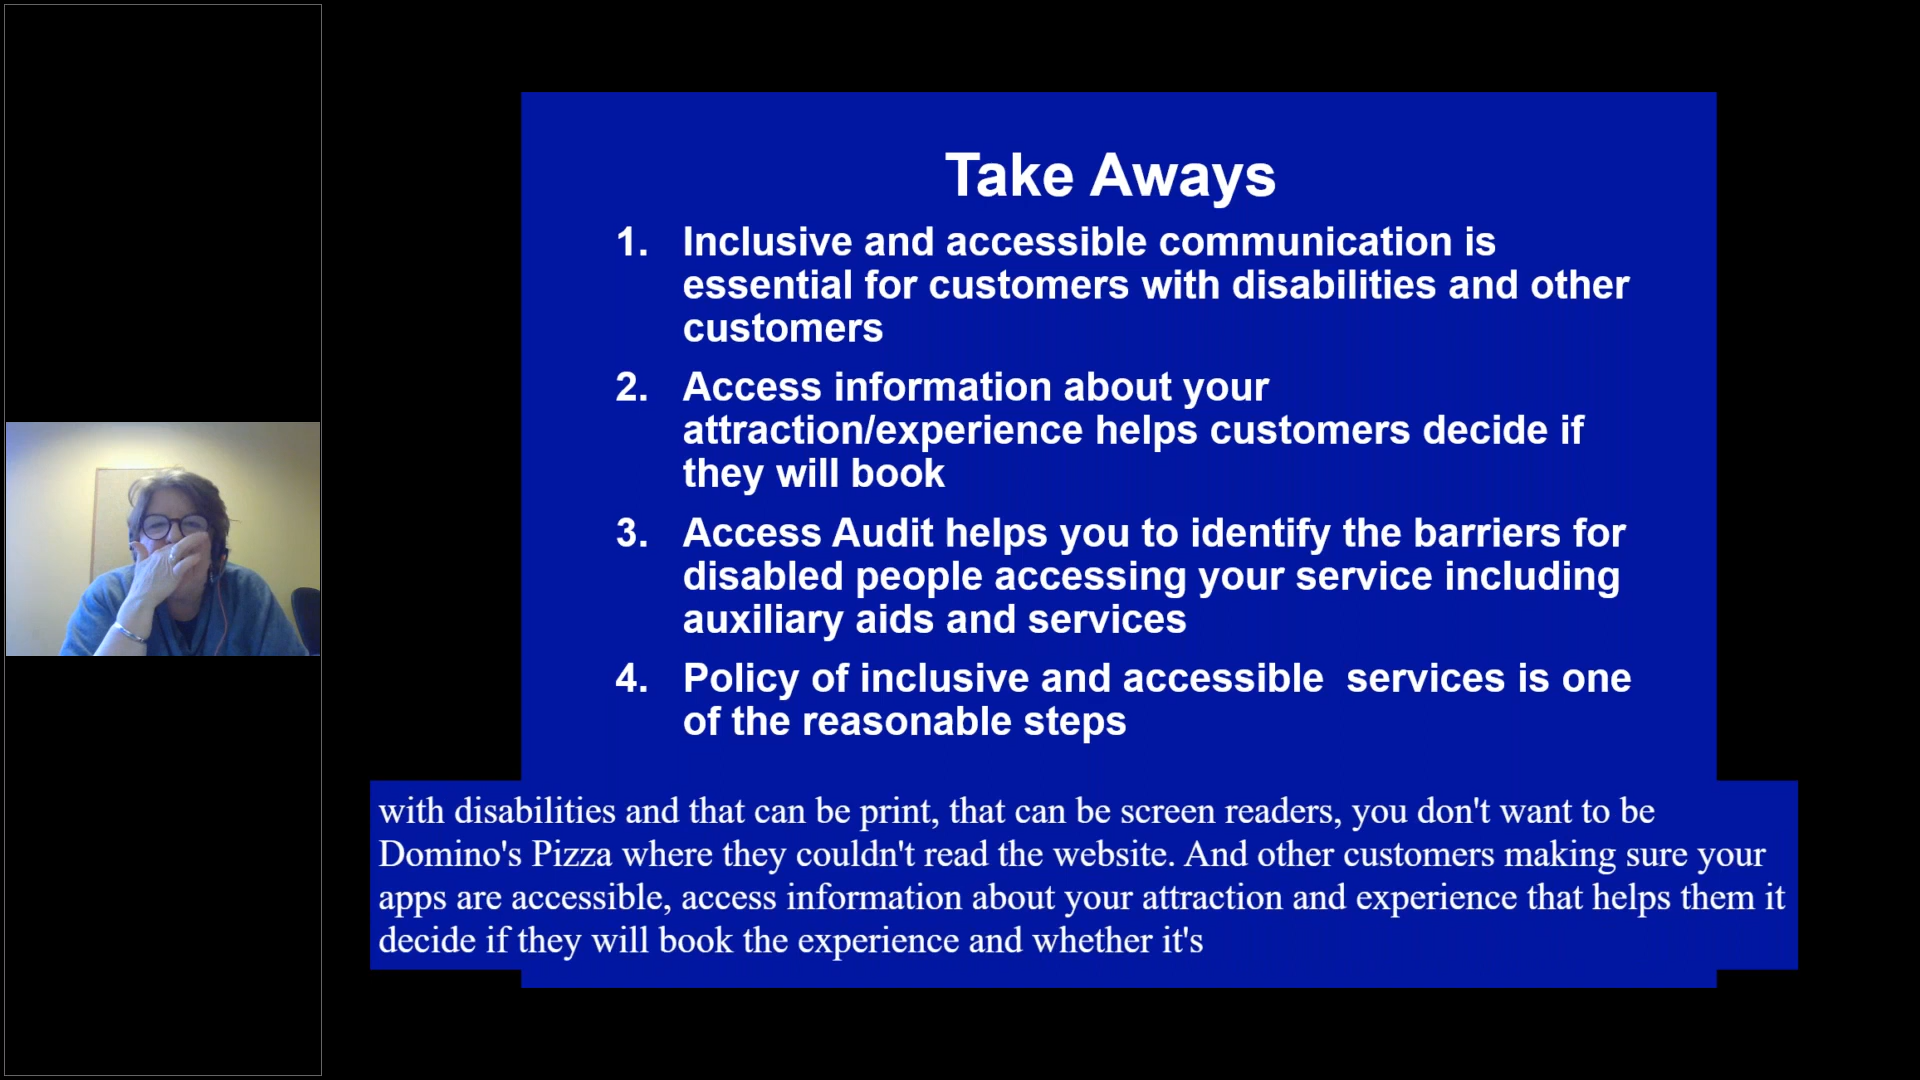 Take Aways
1. Inclusive and accessible communication is
essential for customers with disabilities and other
customers
2. Access information about your
attraction/experience helps customers decide if
they will book
3. Access Audit helps you to identify the barriers for
disabled people accessing your service including
auxiliary aids and services
4. Policy of inclusive and accessible  services is one
of the reasonable steps
with disabilities and that can be print, that can be screen readers, you don't want to be
Domino's Pizza where they couldn't read the website. And other customers making sure your
apps are accessible, access information about your attraction and experience that helps them it
decide if they will book the experience and whether it's